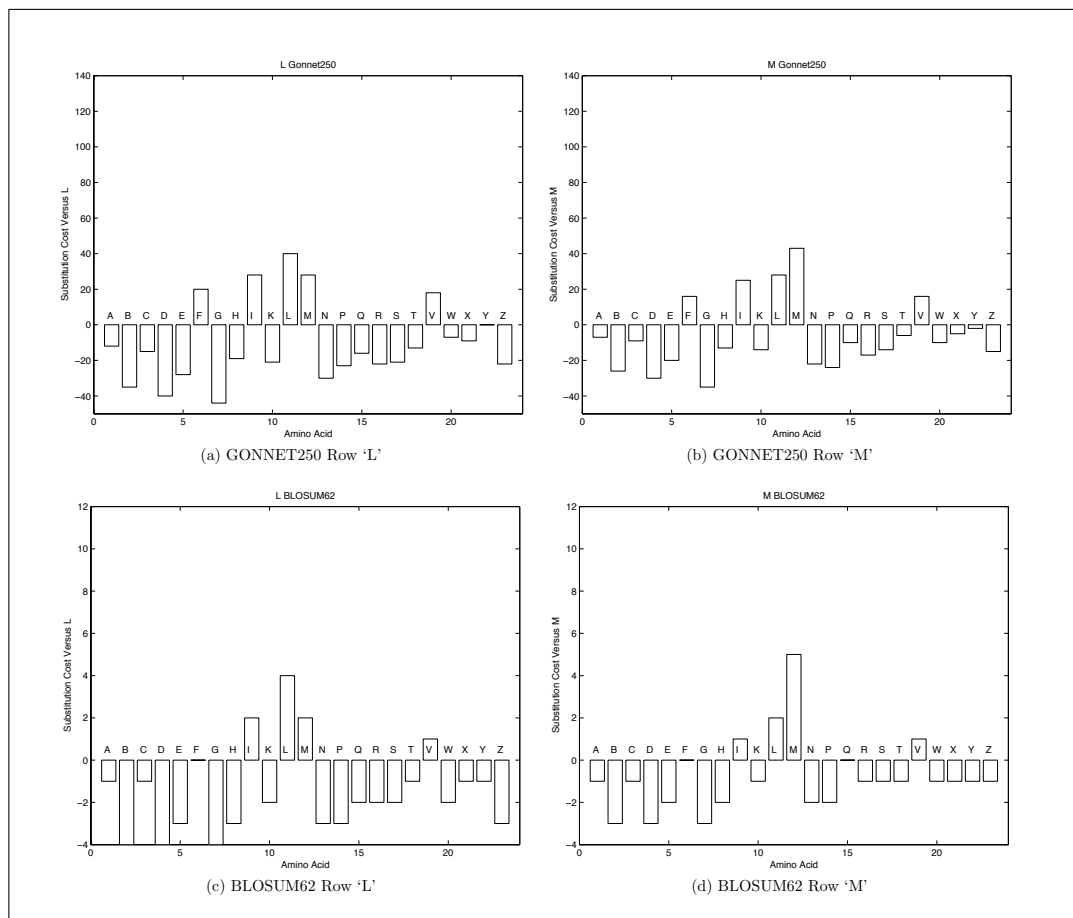 L Gonnet250
140
120
100
80
60
40
20
0
−20
−40
Substitution Cost Versus L
A B C D E F G H I K L M N P Q R S T V W X Y Z
0 5 10 15 20
Amino Acid
(a) GONNET250 Row ‘L’
M Gonnet250
140
120
100
80
60
40
20
0
−20
−40
Substitution Cost Versus M
A B C D E F G H I K L M N P Q R S T V W X Y Z
0 5 10 15 20
Amino Acid
(b) GONNET250 Row ‘M’
L BLOSUM62
12
10
8
6
4
2
0
−2
−4
Substitution Cost Versus L
A B C D E F G H I K L M N P Q R S T V W X Y Z
0 5 10 15 20
Amino Acid
(c) BLOSUM62 Row ‘L’
M BLOSUM62
12
10
8
6
4
2
0
−2
−4
Substitution Cost Versus M
A B C D E F G H I K L M N P Q R S T V W X Y Z
0 5 10 15 20
Amino Acid
(d) BLOSUM62 Row ‘M’